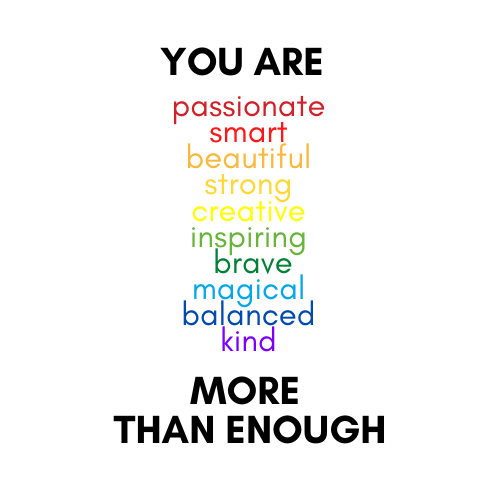 YOU ARE
passionate
smart
beautiful
strong
creative
inspiring
brave
magical
balanced
kind
MORE
THAN ENOUGH